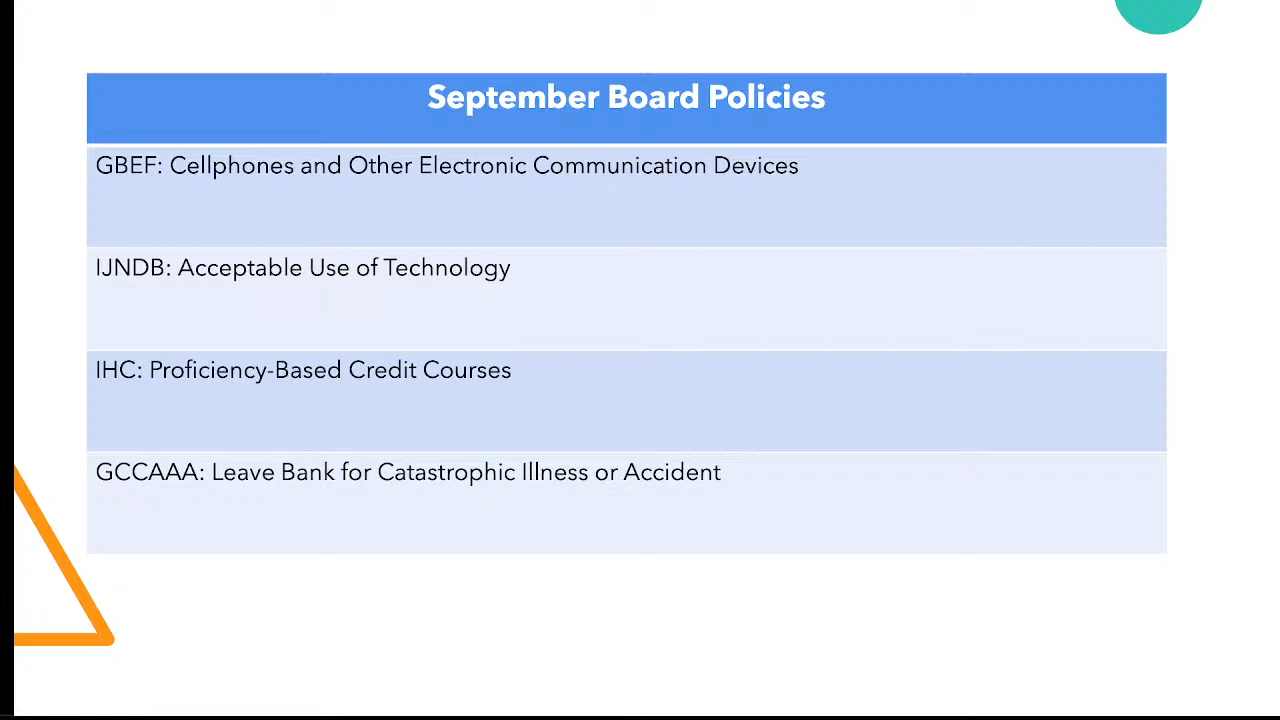 September Board Policies
GBEF: Cellphones and Other Electronic Communication Devices
IJNDB: Acceptable Use of Technology
IHC: Proficiency-Based Credit Courses
GCCAAA: Leave Bank for Catastrophic Illness or Accident